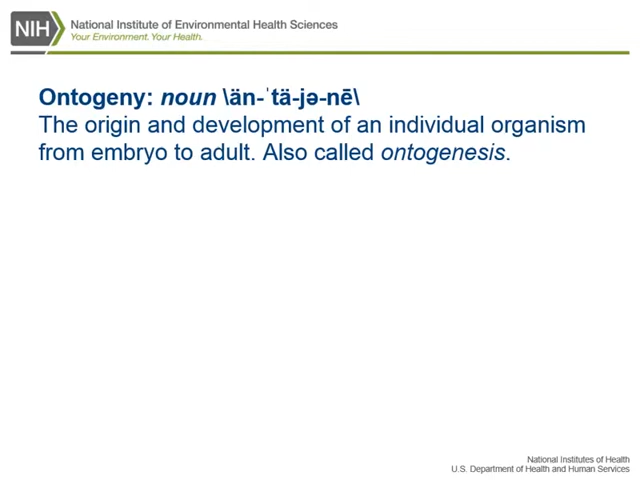 NIH
National Institute of Environmental Health Sciences
Your Environment. Your Health.
Ontogeny: noun \än-ˈtä-jə-nē\
The origin and development of an individual organism
from embryo to adult. Also called ontogenesis.
National Institutes of Health
U.S. Department of Health and Human Services